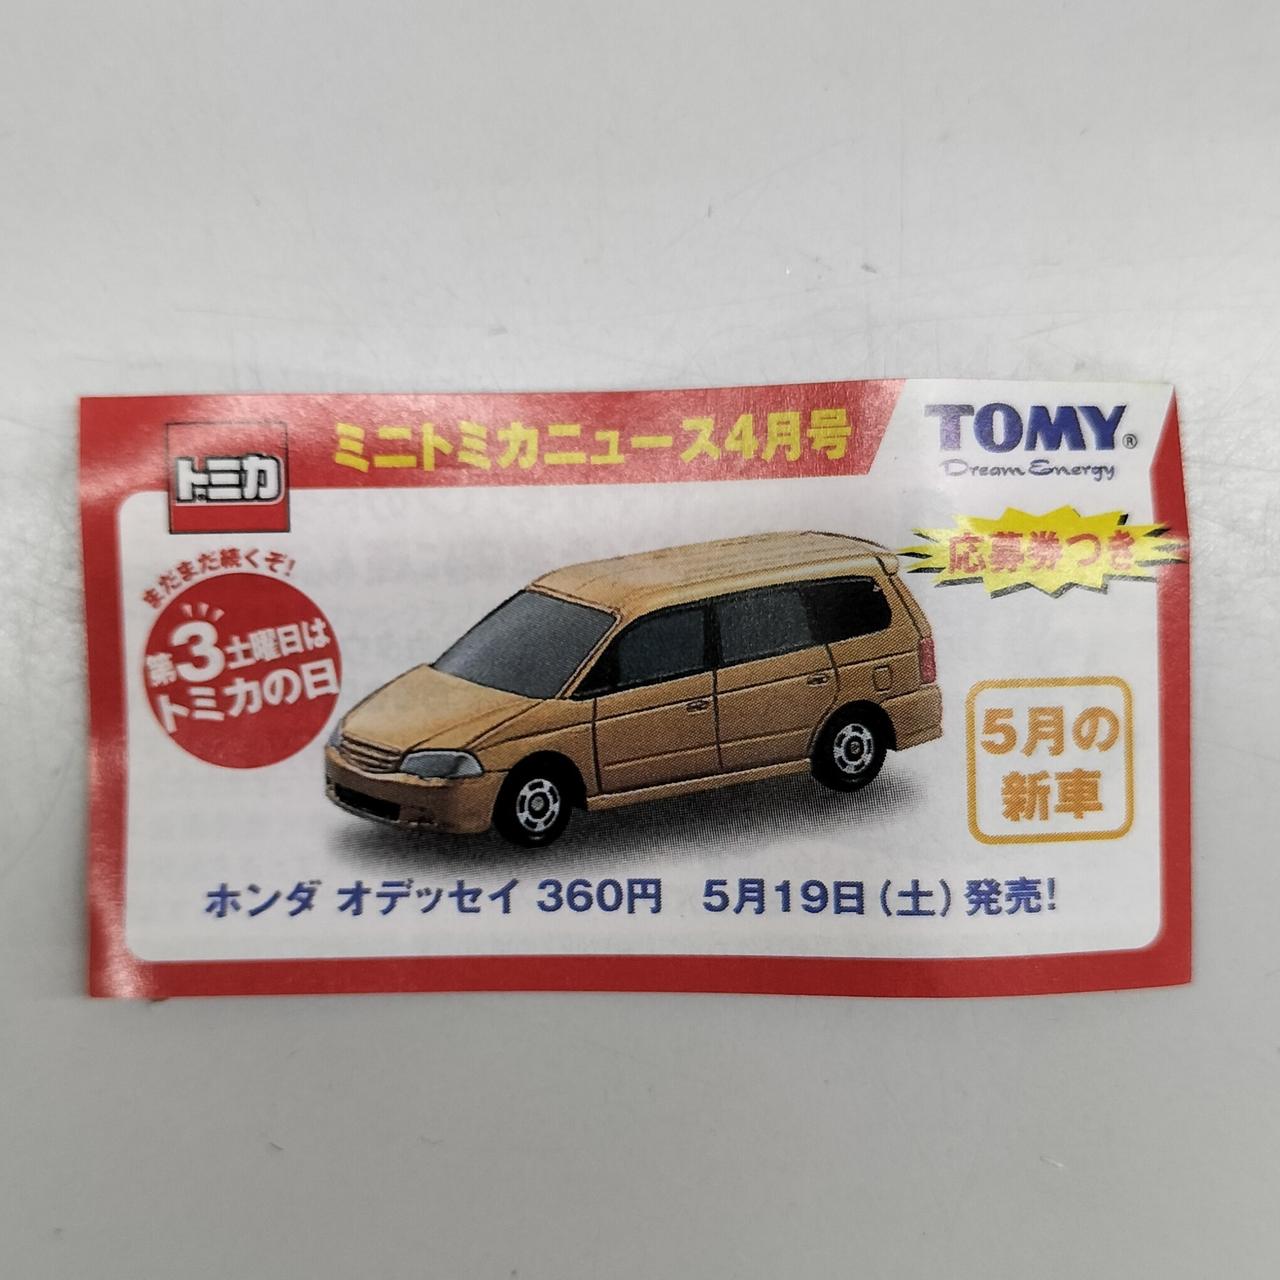 トミカ
ミニトミカニュース4月号
TOMY®
Dream Energy
応募券つき
まだまだ続くぞ!
第3土曜日は
トミカの日
5月の
新車
ホンダ オデッセイ 360円 5月19日(土)発売!